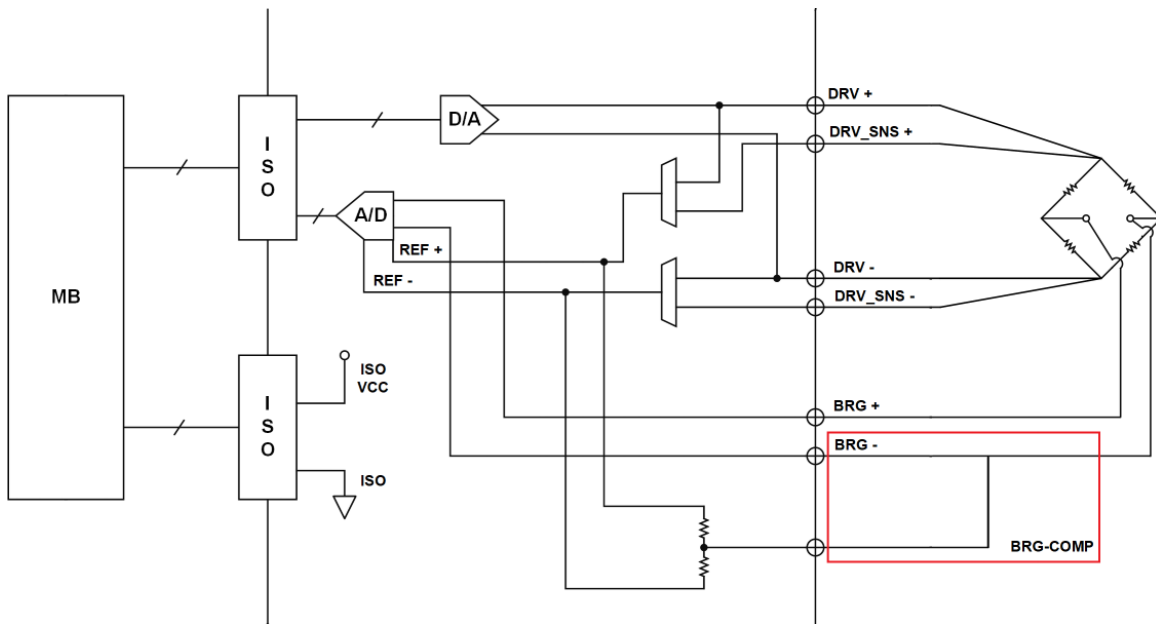 DRV +
D/A
DRV_SNS +
I
S
O
A/D
REF +
REF -
DRV -
DRV_SNS -
MB
ISO
VCC
I
S
O
ISO
BRG +
BRG -
BRG-COMP